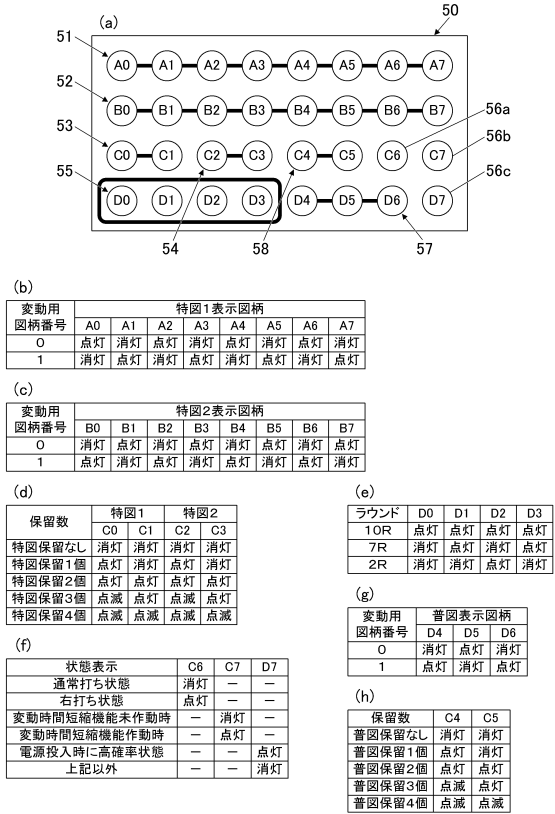 (a)
50
51
A0 A1 A2 A3 A4 A5 A6 A7
52
B0 B1 B2 B3 B4 B5 B6 B7
56a
53
56b
C0 C1 C2 C3 C4 C5 C6 C7
55
56c
D0 D1 D2 D3 D4 D5 D6 D7
54 58 57
(b)
変動用図柄番号 特図1表示図柄
A0 A1 A2 A3 A4 A5 A6 A7
0 点灯 消灯 点灯 消灯 点灯 消灯 点灯 消灯
1 消灯 点灯 消灯 点灯 消灯 点灯 消灯 点灯
(c)
変動用図柄番号 特図2表示図柄
B0 B1 B2 B3 B4 B5 B6 B7
0 消灯 点灯 消灯 点灯 消灯 点灯 消灯 点灯
1 点灯 消灯 点灯 消灯 点灯 消灯 点灯 消灯
(d)
保留数 特図1 特図2
C0 C1 C2 C3
特図保留なし 消灯 消灯 消灯 消灯
特図保留1個 点灯 消灯 点灯 消灯
特図保留2個 点灯 点灯 点灯 点灯
特図保留3個 点滅 点灯 点滅 点灯
特図保留4個 点滅 点滅 点滅 点滅
(e)
ラウンド D0 D1 D2 D3
10R 点灯 点灯 点灯 点灯
7R 消灯 点灯 消灯 点灯
2R 消灯 消灯 点灯 消灯
(f)
状態表示 C6 C7 D7
通常打ち状態 消灯 － －
右打ち状態 点灯 － －
変動時間短縮機能未作動時 － 消灯 －
変動時間短縮機能作動時 － 点灯 －
電源投入時に高確率状態 － － 点灯
上記以外 － － 消灯
(g)
変動用図柄番号 普図表示図柄
D4 D5 D6
0 消灯 点灯 消灯
1 点灯 消灯 点灯
(h)
保留数 C4 C5
普図保留なし 消灯 消灯
普図保留1個 点灯 消灯
普図保留2個 点灯 点灯
普図保留3個 点滅 点灯
普図保留4個 点滅 点滅